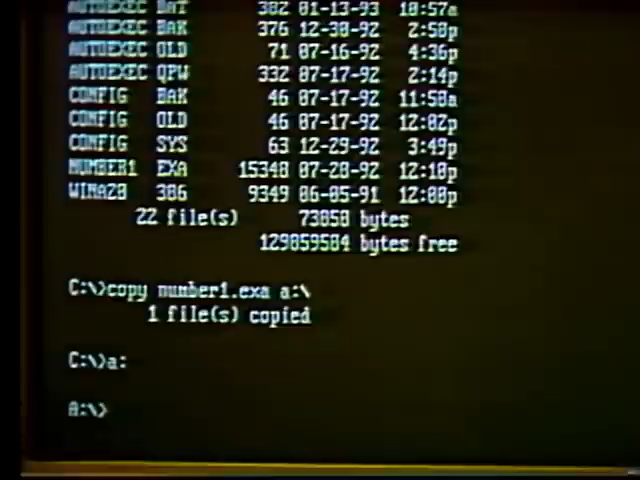 AUTOEXEC BAT 302 01-13-93 10:57a
AUTOEXEC BAK 376 12-30-92 2:50p
AUTOEXEC OLD 71 07-16-92 4:36p
AUTOEXEC QPW 332 07-17-92 2:14p
CONFIG BAK 46 07-17-92 11:50a
CONFIG OLD 46 07-17-92 12:02p
CONFIG SYS 63 12-29-92 3:49p
NUMBER1 EXA 15348 07-28-92 12:10p
WINA20 386 9349 06-05-91 12:00p
22 file(s) 73050 bytes
129859584 bytes free
C:\>copy number1.exa a:\
1 file(s) copied
C:\>a:
A:\>